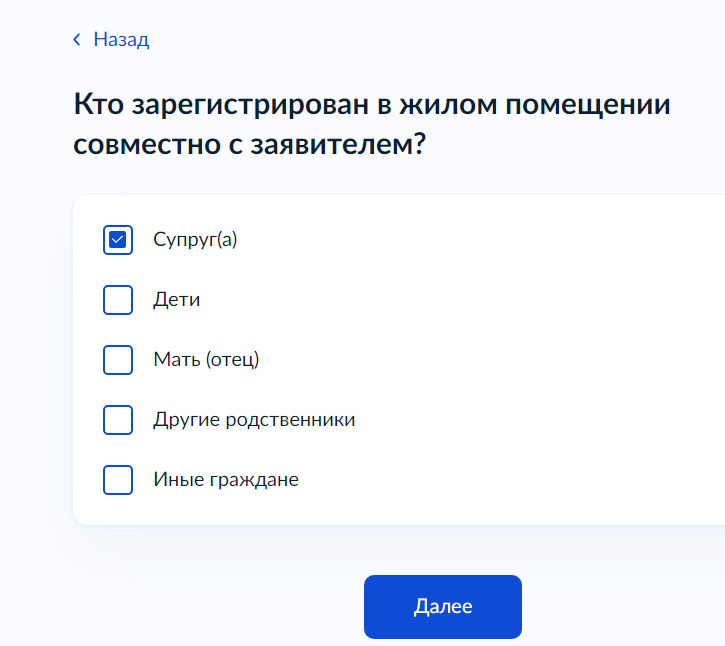 Назад
Кто зарегистрирован в жилом помещении
совместно с заявителем?
Супруг(а)
Дети
Мать (отец)
Другие родственники
Иные граждане
Далее